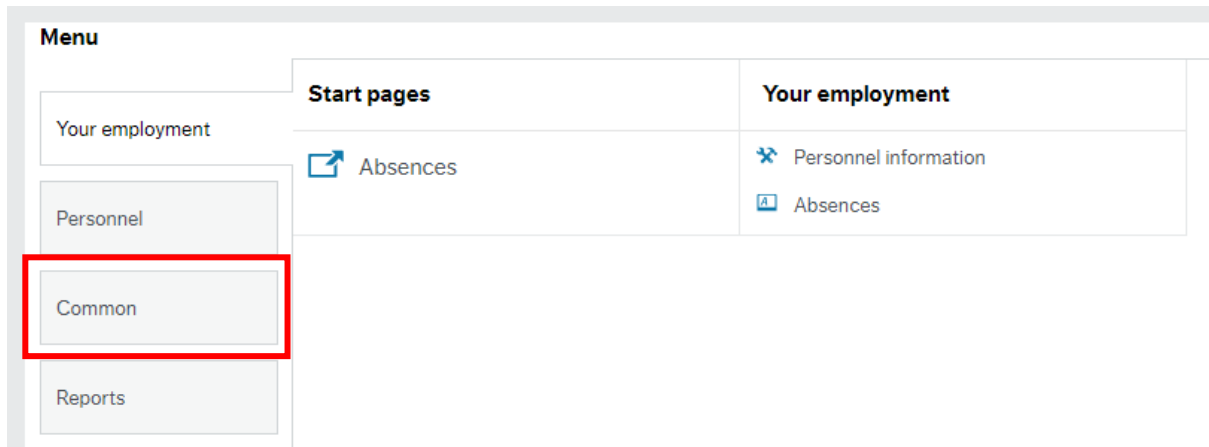 Menu
Your employment
Personnel
Common
Reports
Start pages
Absences
Your employment
Personnel information
Absences